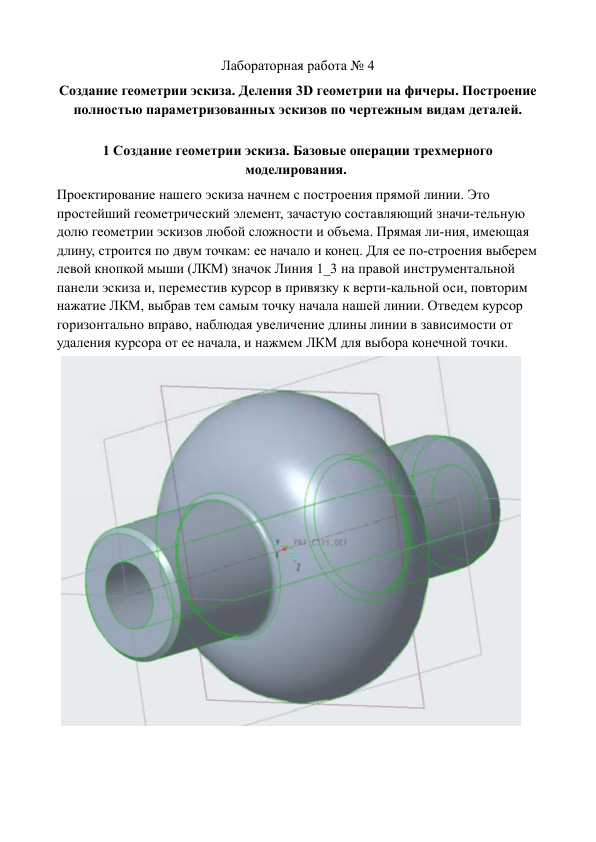 Лабораторная работа № 4
Создание геометрии эскиза. Деления 3D геометрии на фичеры. Построение
полностью параметризованных эскизов по чертежным видам деталей.
1 Создание геометрии эскиза. Базовые операции трехмерного
моделирования.
Проектирование нашего эскиза начнем с построения прямой линии. Это
простейший геометрический элемент, зачастую составляющий значи-тельную
долю геометрии эскизов любой сложности и объема. Прямая ли-ния, имеющая
длину, строится по двум точкам: ее начало и конец. Для ее по-строения выберем
левой кнопкой мыши (ЛКМ) значок Линия 1_3 на правой инструментальной
панели эскиза и, переместив курсор в привязку к верти-кальной оси, повторим
нажатие ЛКМ, выбрав тем самым точку начала нашей линии. Отведем курсор
горизонтально вправо, наблюдая увеличение длины линии в зависимости от
удаления курсора от ее начала, и нажмем ЛКМ для выбора конечной точки.
Y PRT_CSYS_DEF
X
Z